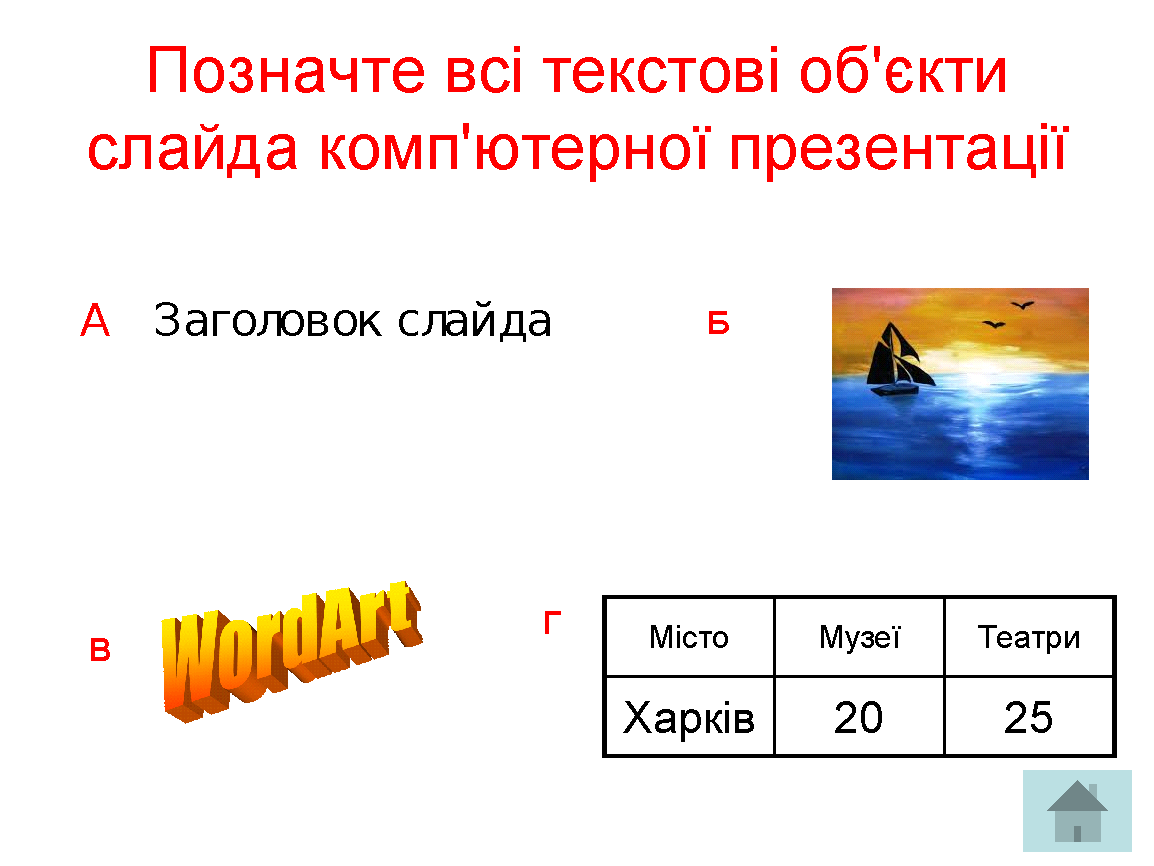 Позначте всі текстові об'єкти
слайда комп'ютерної презентації
А Заголовок слайда
Б
В
WordArt
Г
Місто Музеї Театри
Харків 20 25